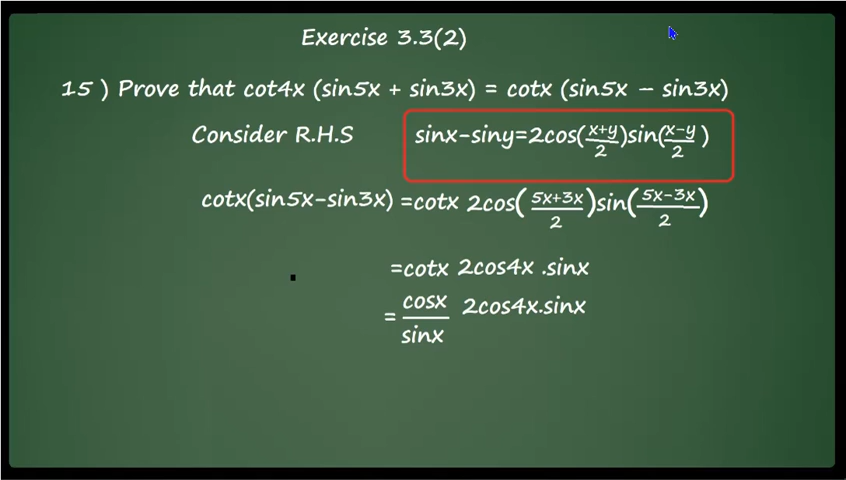 Exercise 3.3(2)
15 ) Prove that cot4x (sin5x + sin3x) = cotx (sin5x − sin3x)
Consider R.H.S sinx−siny=2cos(x+y/2)sin(x−y/2)
cotx(sin5x−sin3x) =cotx 2cos(5x+3x/2)sin(5x−3x/2)
=cotx 2cos4x .sinx
=cosx/sinx 2cos4x.sinx